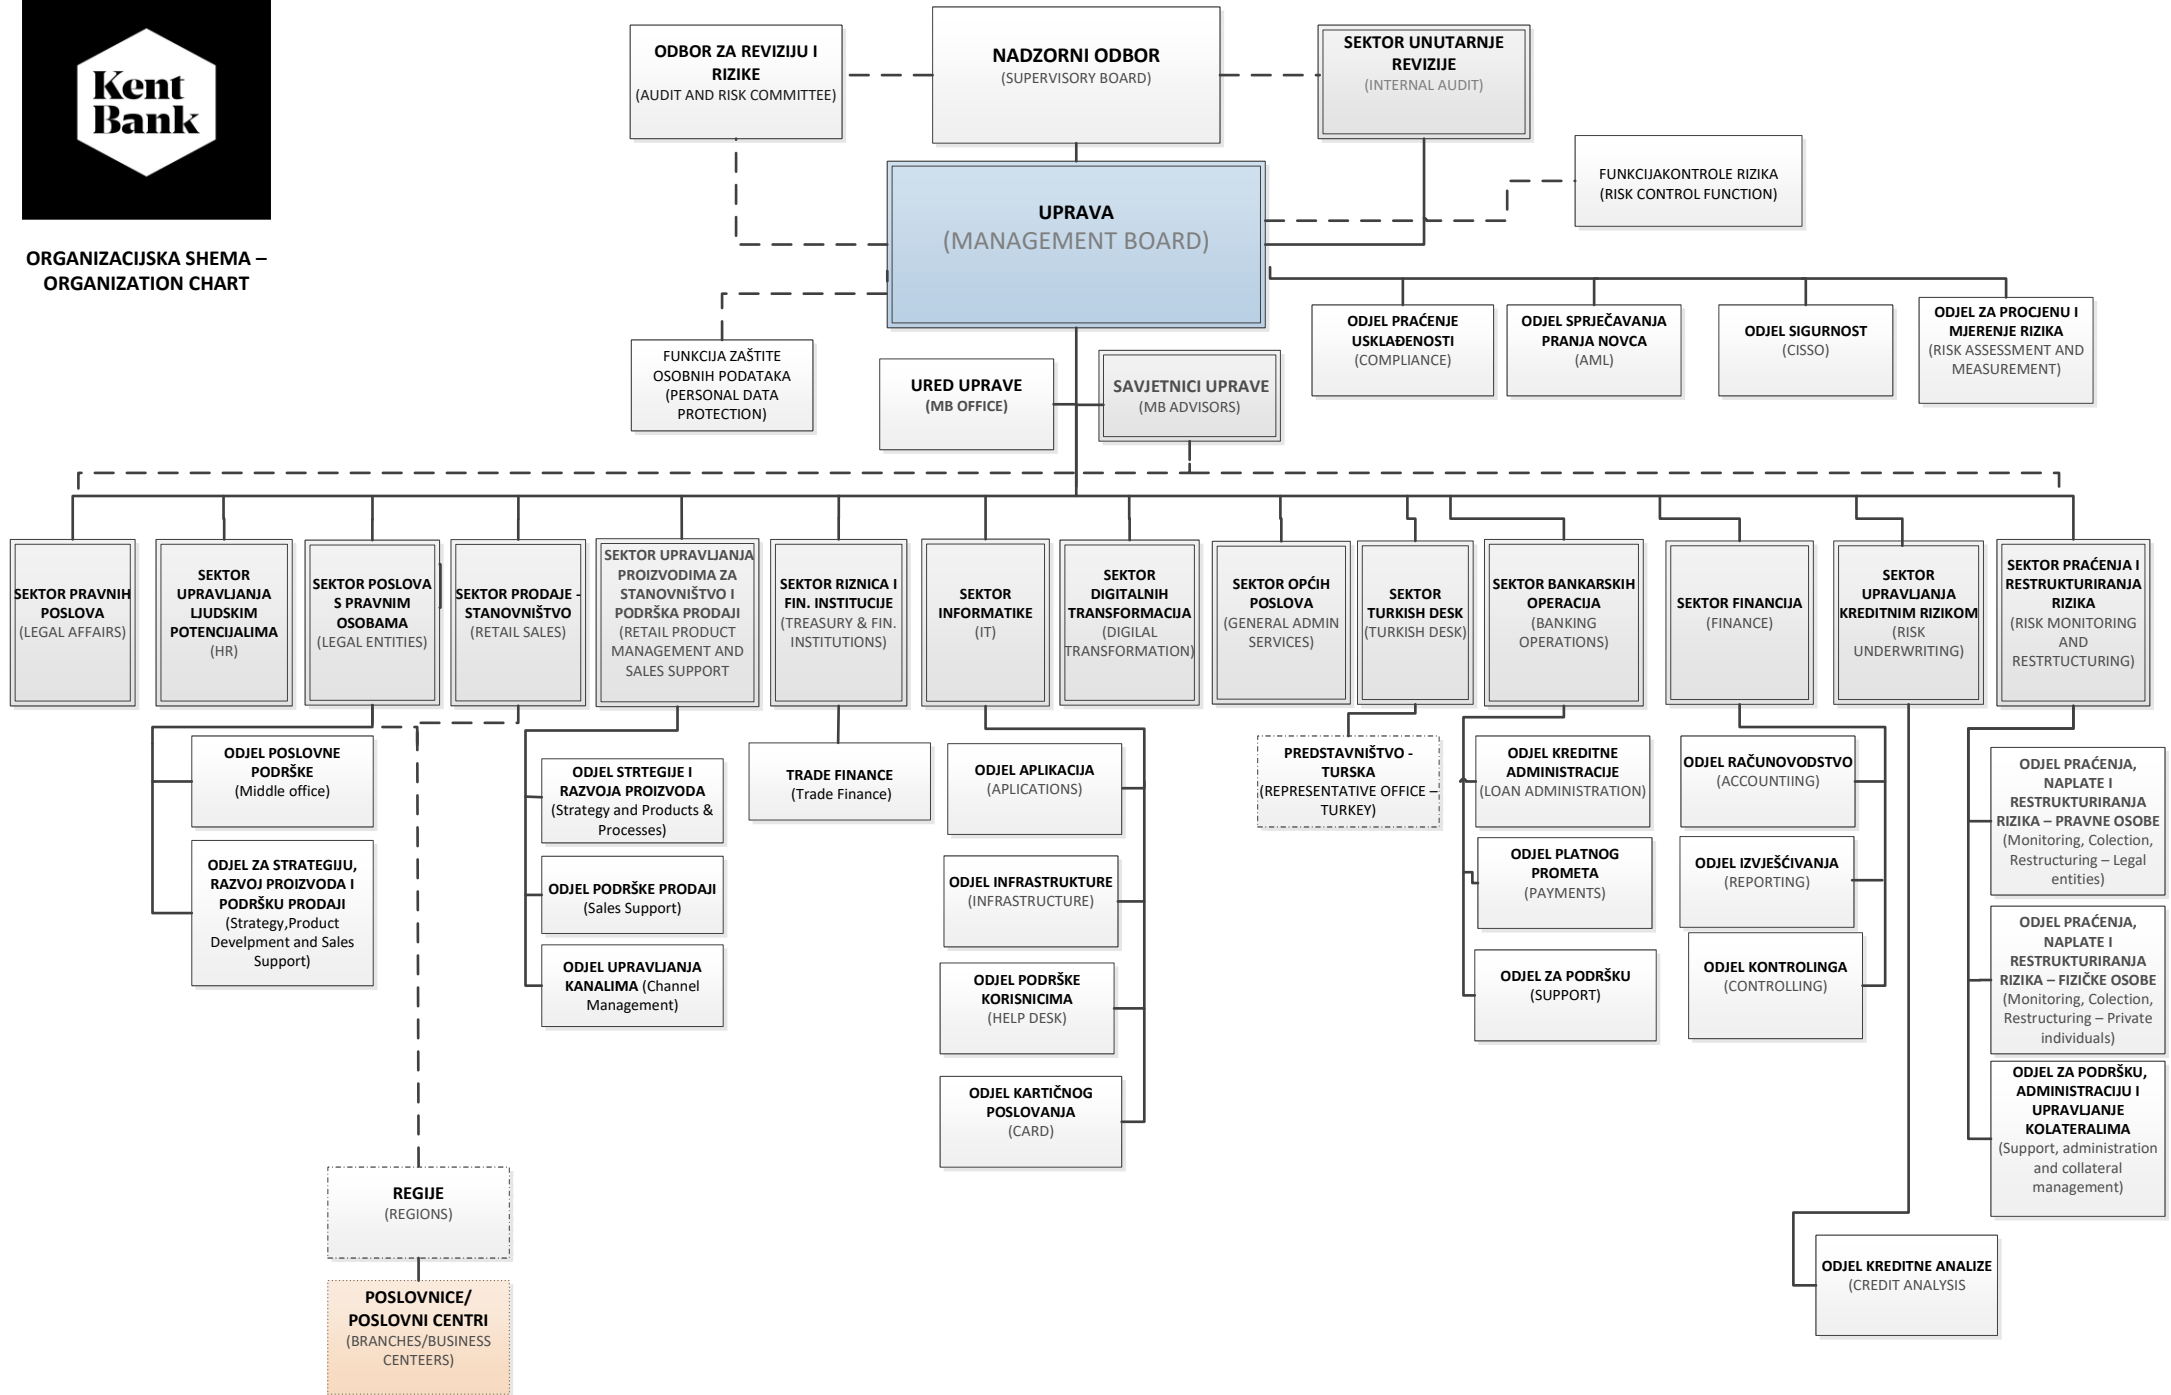 Kent
Bank
ORGANIZACIJSKA SHEMA –
ORGANIZATION CHART
ODBOR ZA REVIZIJU I
RIZIKE
(AUDIT AND RISK COMMITTEE)
NADZORNI ODBOR
(SUPERVISORY BOARD)
SEKTOR UNUTARNJE
REVIZIJE
(INTERNAL AUDIT)
FUNKCIJAKONTROLE RIZIKA
(RISK CONTROL FUNCTION)
UPRAVA
(MANAGEMENT BOARD)
FUNKCIJA ZAŠTITE
OSOBNIH PODATAKA
(PERSONAL DATA
PROTECTION)
URED UPRAVE
(MB OFFICE)
SAVJETNICI UPRAVE
(MB ADVISORS)
ODJEL PRAĆENJE
USKLAĐENOSTI
(COMPLIANCE)
ODJEL SPRJEČAVANJA
PRANJA NOVCA
(AML)
ODJEL SIGURNOST
(CISSO)
ODJEL ZA PROCJENU I
MJERENJE RIZIKA
(RISK ASSESSMENT AND
MEASUREMENT)
SEKTOR PRAVNIH
POSLOVA
(LEGAL AFFAIRS)
SEKTOR
UPRAVLJANJA
LJUDSKIM
POTENCIJALIMA
(HR)
SEKTOR POSLOVA
S PRAVNIM
OSOBAMA
(LEGAL ENTITIES)
SEKTOR PRODAJE -
STANOVNIŠTVO
(RETAIL SALES)
SEKTOR UPRAVLJANJA
PROIZVODIMA ZA
STANOVNIŠTVO I
PODRŠKA PRODAJI
(RETAIL PRODUCT
MANAGEMENT AND
SALES SUPPORT
SEKTOR RIZNICA I
FIN. INSTITUCIJE
(TREASURY & FIN.
INSTITUTIONS)
SEKTOR
INFORMATIKE
(IT)
SEKTOR
DIGITALNIH
TRANSFORMACIJA
(DIGILAL
TRANSFORMATION)
SEKTOR OPĆIH
POSLOVA
(GENERAL ADMIN
SERVICES)
SEKTOR
TURKISH DESK
(TURKISH DESK)
SEKTOR BANKARSKIH
OPERACIJA
(BANKING
OPERATIONS)
SEKTOR FINANCIJA
(FINANCE)
SEKTOR
UPRAVLJANJA
KREDITNIM RIZIKOM
(RISK
UNDERWRITING)
SEKTOR PRAĆENJA I
RESTRUKTURIRANJA
RIZIKA
(RISK MONITORING
AND
RESTRTUCTURING)
ODJEL POSLOVNE
PODRŠKE
(Middle office)
ODJEL ZA STRATEGIJU,
RAZVOJ PROIZVODA I
PODRŠKU PRODAJI
(Strategy,Product
Develpment and Sales
Support)
ODJEL STRTEGIJE I
RAZVOJA PROIZVODA
(Strategy and Products &
Processes)
ODJEL PODRŠKE PRODAJI
(Sales Support)
ODJEL UPRAVLJANJA
KANALIMA (Channel
Management)
TRADE FINANCE
(Trade Finance)
ODJEL APLIKACIJA
(APLICATIONS)
ODJEL INFRASTRUKTURE
(INFRASTRUCTURE)
ODJEL PODRŠKE
KORISNICIMA
(HELP DESK)
ODJEL KARTIČNOG
POSLOVANJA
(CARD)
PREDSTAVNIŠTVO -
TURSKA
(REPRESENTATIVE OFFICE –
TURKEY)
ODJEL KREDITNE
ADMINISTRACIJE
(LOAN ADMINISTRATION)
ODJEL PLATNOG
PROMETA
(PAYMENTS)
ODJEL ZA PODRŠKU
(SUPPORT)
ODJEL RAČUNOVODSTVO
(ACCOUNTIING)
ODJEL IZVJEŠĆIVANJA
(REPORTING)
ODJEL KONTROLINGA
(CONTROLLING)
ODJEL PRAĆENJA,
NAPLATE I
RESTRUKTURIRANJA
RIZIKA – PRAVNE OSOBE
(Monitoring, Colection,
Restructuring – Legal
entities)
ODJEL PRAĆENJA,
NAPLATE I
RESTRUKTURIRANJA
RIZIKA – FIZIČKE OSOBE
(Monitoring, Colection,
Restructuring – Private
individuals)
ODJEL ZA PODRŠKU,
ADMINISTRACIJU I
UPRAVLJANJE
KOLATERALIMA
(Support, administration
and collateral
management)
REGIJE
(REGIONS)
POSLOVNICE/
POSLOVNI CENTRI
(BRANCHES/BUSINESS
CENTEERS)
ODJEL KREDITNE ANALIZE
(CREDIT ANALYSIS